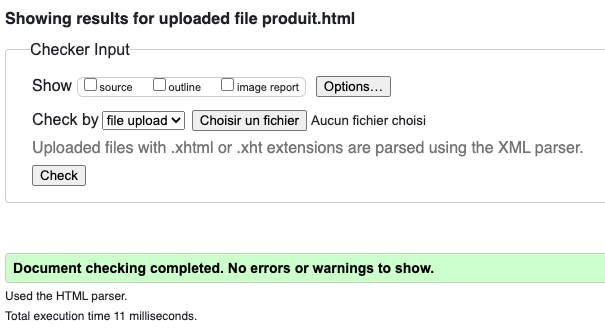 Showing results for uploaded file produit.html
Checker Input
Show source outline image report Options...
Check by file upload Choisir un fichier Aucun fichier choisi
Uploaded files with .xhtml or .xht extensions are parsed using the XML parser.
Check
Document checking completed. No errors or warnings to show.
Used the HTML parser.
Total execution time 11 milliseconds.